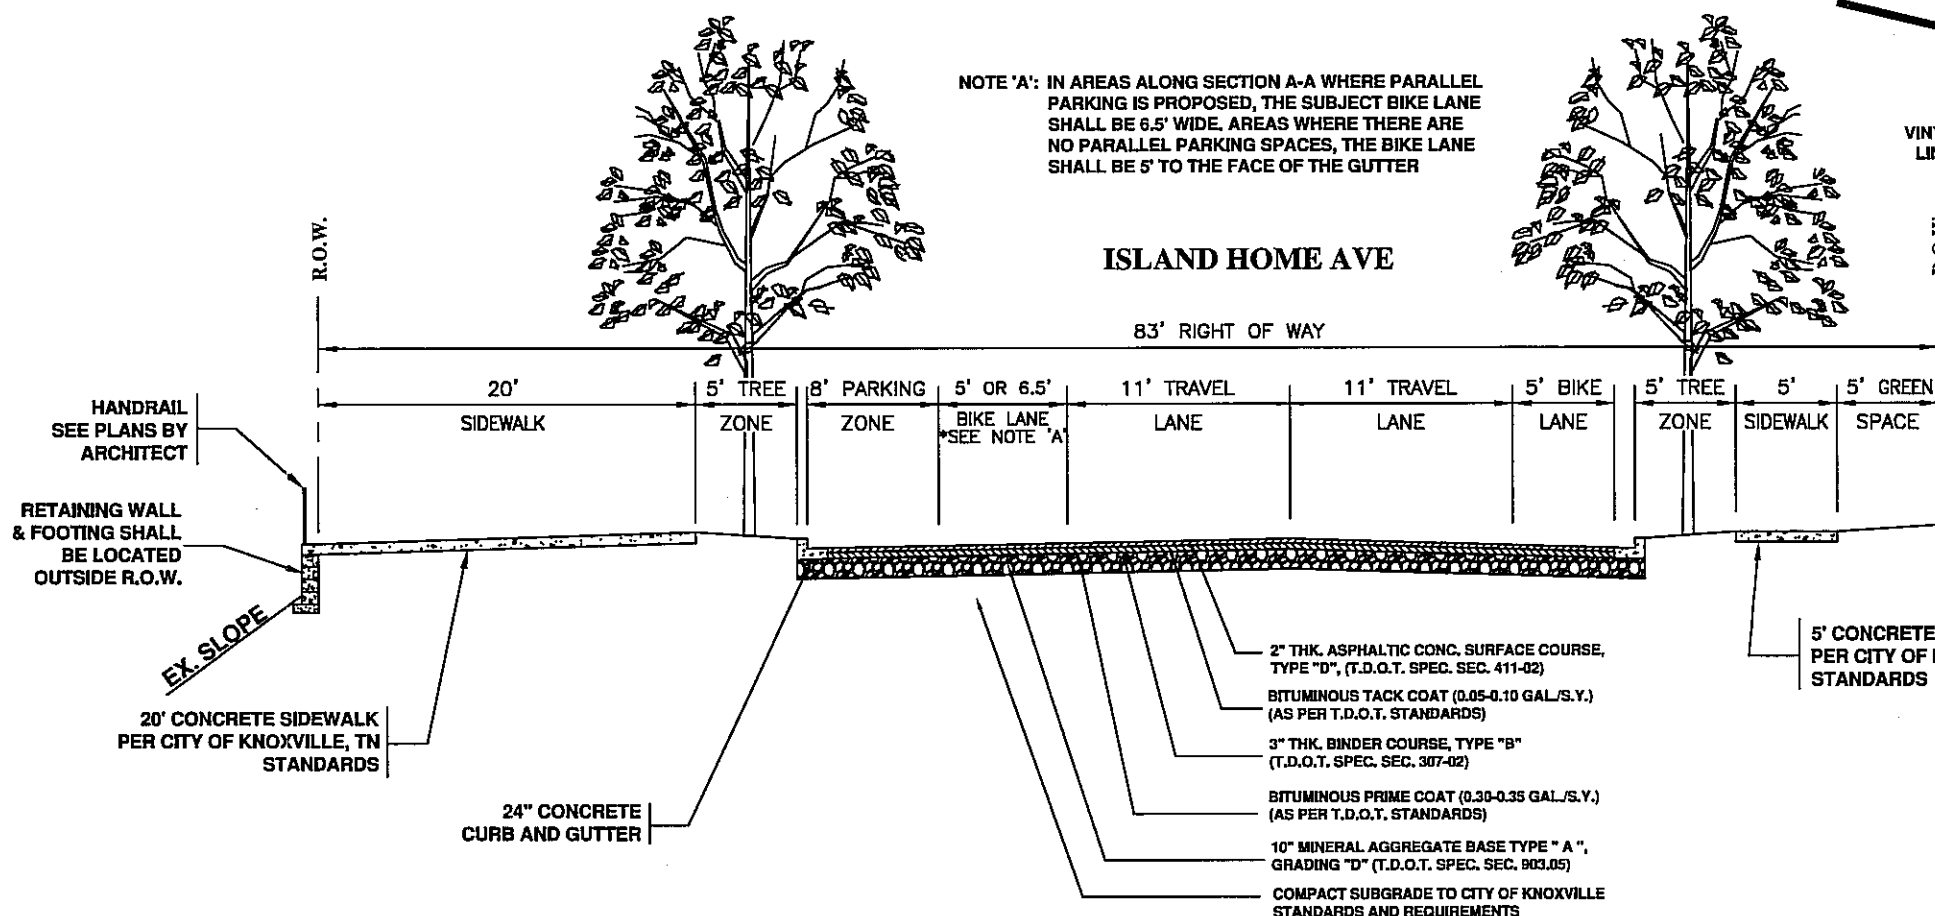 NOTE 'A': IN AREAS ALONG SECTION A-A WHERE PARALLEL
PARKING IS PROPOSED, THE SUBJECT BIKE LANE
SHALL BE 6.5' WIDE. AREAS WHERE THERE ARE
NO PARALLEL PARKING SPACES, THE BIKE LANE
SHALL BE 5' TO THE FACE OF THE GUTTER
R.O.W.
ISLAND HOME AVE
83' RIGHT OF WAY
20'
SIDEWALK
5' TREE
ZONE
8' PARKING
ZONE
5' OR 6.5'
BIKE LANE
*SEE NOTE 'A'
11' TRAVEL
LANE
11' TRAVEL
LANE
5' BIKE
LANE
5' TREE
ZONE
5'
SIDEWALK
5' GREEN
SPACE
HANDRAIL
SEE PLANS BY
ARCHITECT
RETAINING WALL
& FOOTING SHALL
BE LOCATED
OUTSIDE R.O.W.
EX. SLOPE
20' CONCRETE SIDEWALK
PER CITY OF KNOXVILLE, TN
STANDARDS
24" CONCRETE
CURB AND GUTTER
2" THK. ASPHALTIC CONC. SURFACE COURSE,
TYPE "D", (T.D.O.T. SPEC. SEC. 411-02)
BITUMINOUS TACK COAT (0.05-0.10 GAL./S.Y.)
(AS PER T.D.O.T. STANDARDS)
3" THK. BINDER COURSE, TYPE "B"
(T.D.O.T. SPEC. SEC. 307-02)
BITUMINOUS PRIME COAT (0.30-0.35 GAL./S.Y.)
(AS PER T.D.O.T. STANDARDS)
10" MINERAL AGGREGATE BASE TYPE " A ",
GRADING "D" (T.D.O.T. SPEC. SEC. 903.05)
COMPACT SUBGRADE TO CITY OF KNOXVILLE
STANDARDS AND REQUIREMENTS
5' CONCRETE
PER CITY OF
STANDARDS